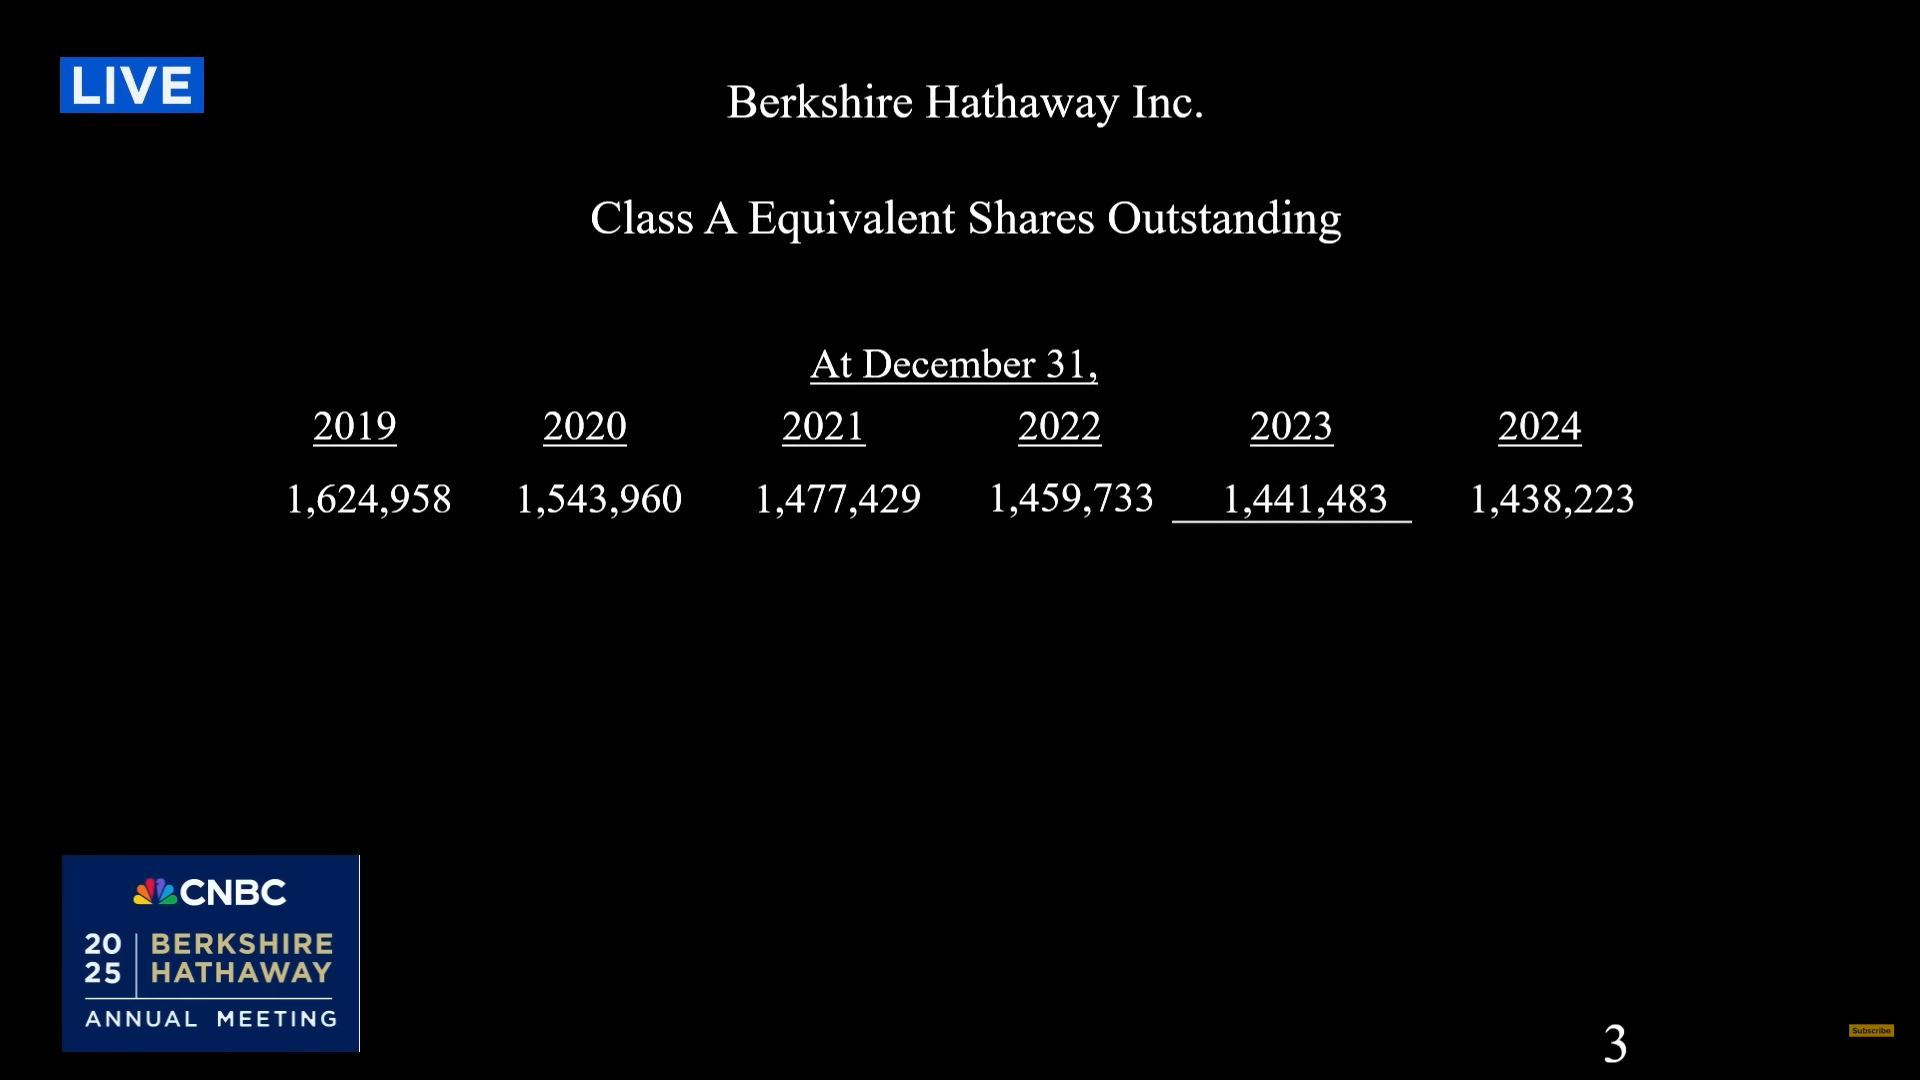 LIVE
Berkshire Hathaway Inc.
Class A Equivalent Shares Outstanding
At December 31,
2019 2020 2021 2022 2023 2024
1,624,958 1,543,960 1,477,429 1,459,733 1,441,483 1,438,223
CNBC
20 BERKSHIRE
25 HATHAWAY
ANNUAL MEETING
3
Subscribe